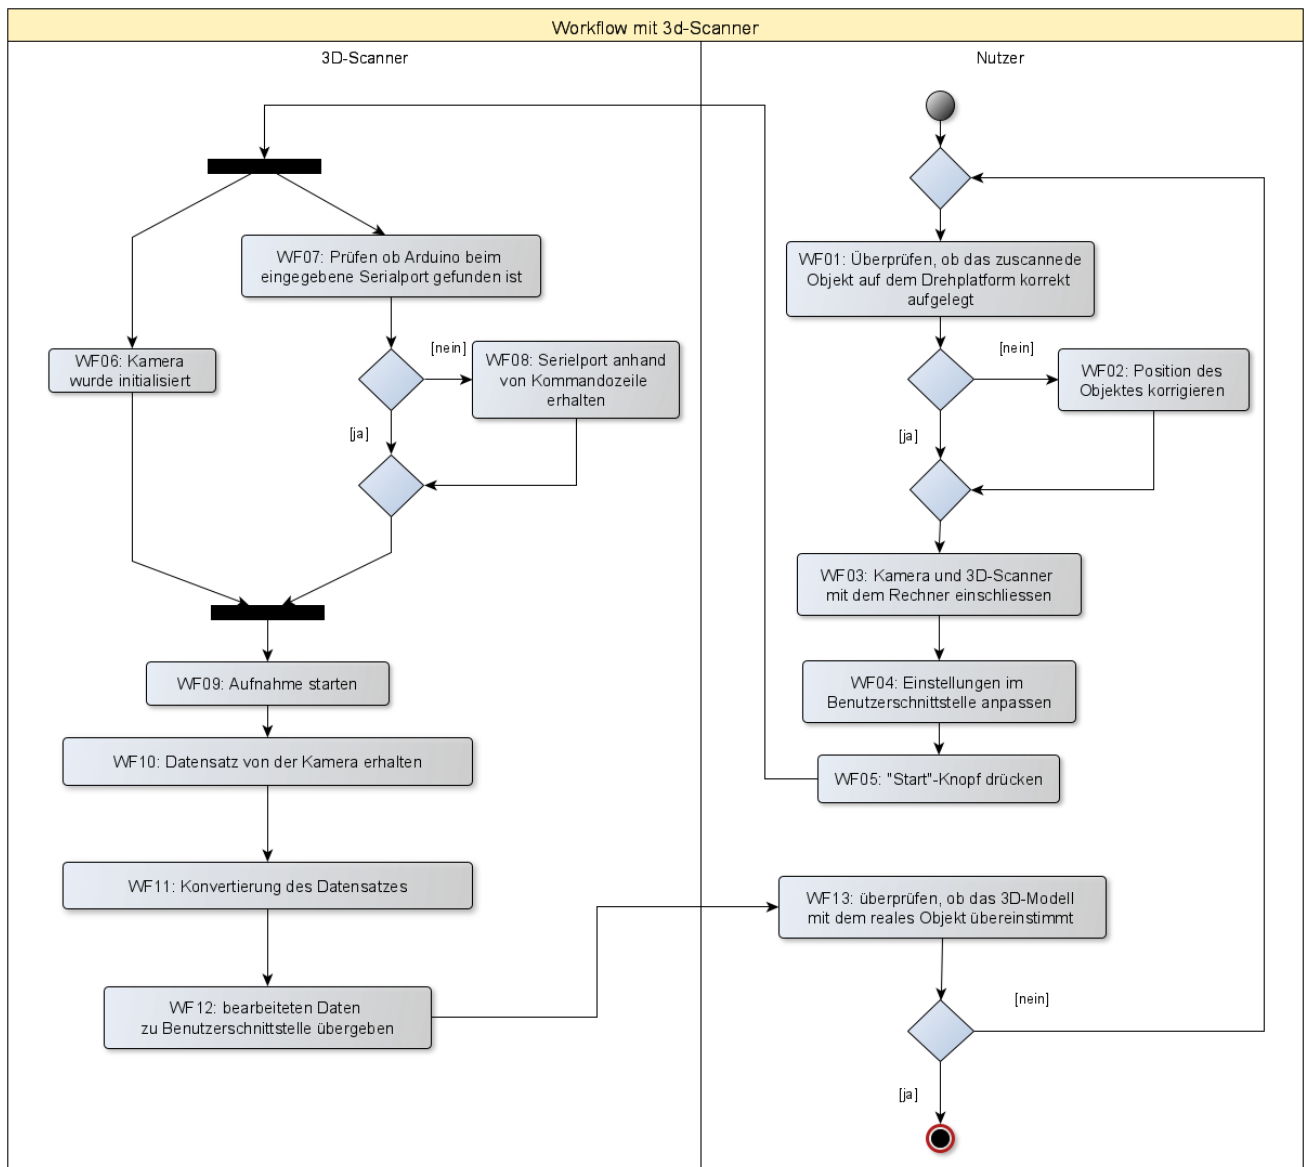 Workflow mit 3d-Scanner
3D-Scanner
Nutzer
WF01: Überprüfen, ob das zuscannede
Objekt auf dem Drehplatform korrekt
aufgelegt
[nein]
WF02: Position des
Objektes korrigieren
[ja]
WF03: Kamera und 3D-Scanner
mit dem Rechner einschliessen
WF04: Einstellungen im
Benutzerschnittstelle anpassen
WF05: "Start"-Knopf drücken
WF07: Prüfen ob Arduino beim
eingegebene Serialport gefunden ist
WF06: Kamera
wurde initialisiert
[nein]
WF08: Serielport anhand
von Kommandozeile
erhalten
[ja]
WF09: Aufnahme starten
WF10: Datensatz von der Kamera erhalten
WF11: Konvertierung des Datensatzes
WF12: bearbeiteten Daten
zu Benutzerschnittstelle übergeben
WF13: überprüfen, ob das 3D-Modell
mit dem reales Objekt übereinstimmt
[nein]
[ja]